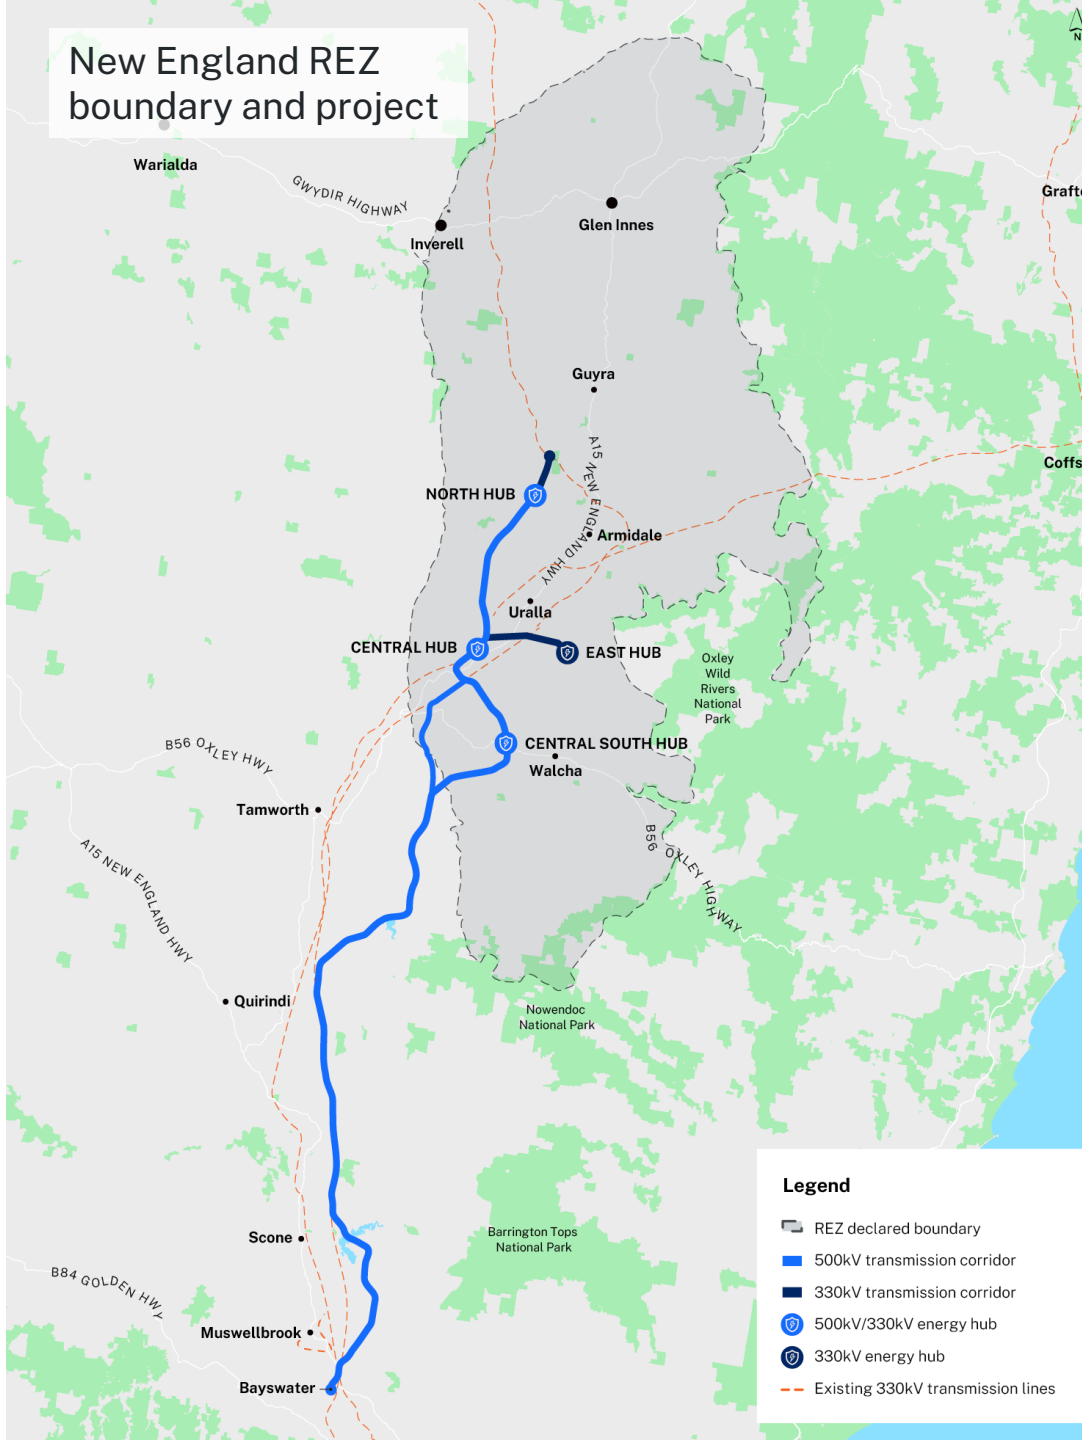 New England REZ
boundary and project
N
Warialda
GWYDIR HIGHWAY
Inverell
Glen Innes
Guyra
A15 NEW ENGLAND HWY
NORTH HUB
Armidale
Uralla
CENTRAL HUB
EAST HUB
Oxley
Wild
Rivers
National
Park
CENTRAL SOUTH HUB
Walcha
B56 OXLEY HWY
Tamworth
B56 OXLEY HIGHWAY
A15 NEW ENGLAND HWY
Quirindi
Nowendoc
National Park
Scone
Barrington Tops
National Park
B84 GOLDEN HWY
Muswellbrook
Bayswater
Grafto
Coffs
Legend
REZ declared boundary
500kV transmission corridor
330kV transmission corridor
500kV/330kV energy hub
330kV energy hub
Existing 330kV transmission lines